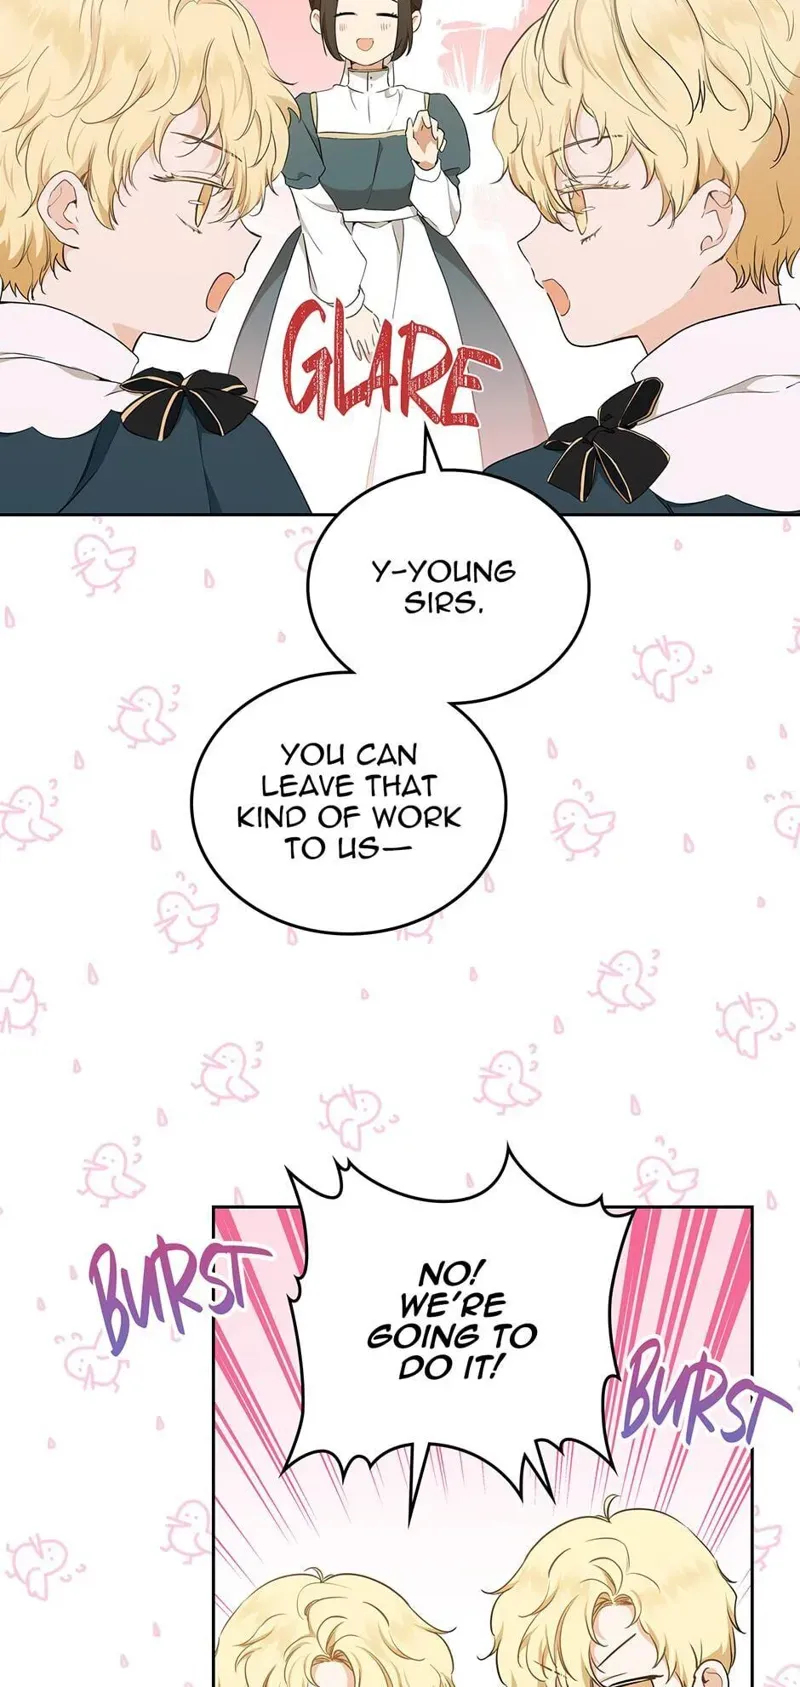 GLARE
Y-YOUNG
SIRS.
YOU CAN
LEAVE THAT
KIND OF WORK
TO US—
BURST
NO!
WE'RE
GOING TO
DO IT!
BURST